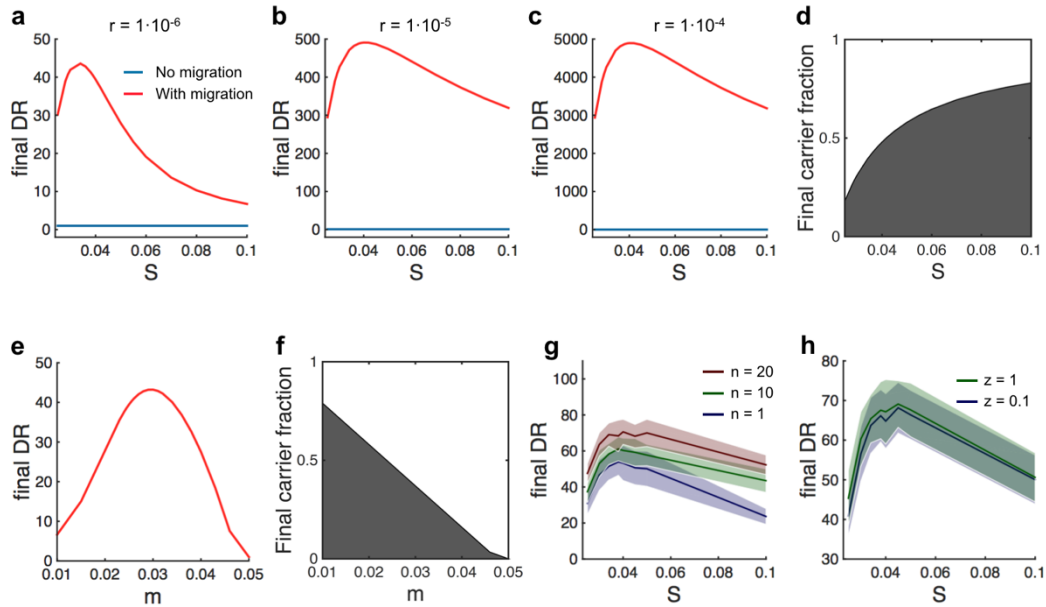 a
r = 1·10-6
50
40
30
20
10
0
final DR
No migration
With migration
0.04 0.06 0.08 0.1
S
b
r = 1·10-5
500
400
300
200
100
0
final DR
0.04 0.06 0.08 0.1
S
c
r = 1·10-4
5000
4000
3000
2000
1000
0
final DR
0.04 0.06 0.08 0.1
S
d
1
0.5
0
Final carrier fraction
0.04 0.06 0.08 0.1
S
e
50
40
30
20
10
0
final DR
0.01 0.02 0.03 0.04 0.05
m
f
1
0.5
0
Final carrier fraction
0.01 0.02 0.03 0.04 0.05
m
g
100
80
60
40
20
0
final DR
n = 20
n = 10
n = 1
0.04 0.06 0.08 0.1
S
h
80
70
60
50
40
30
final DR
z = 1
z = 0.1
0.04 0.06 0.08 0.1
S